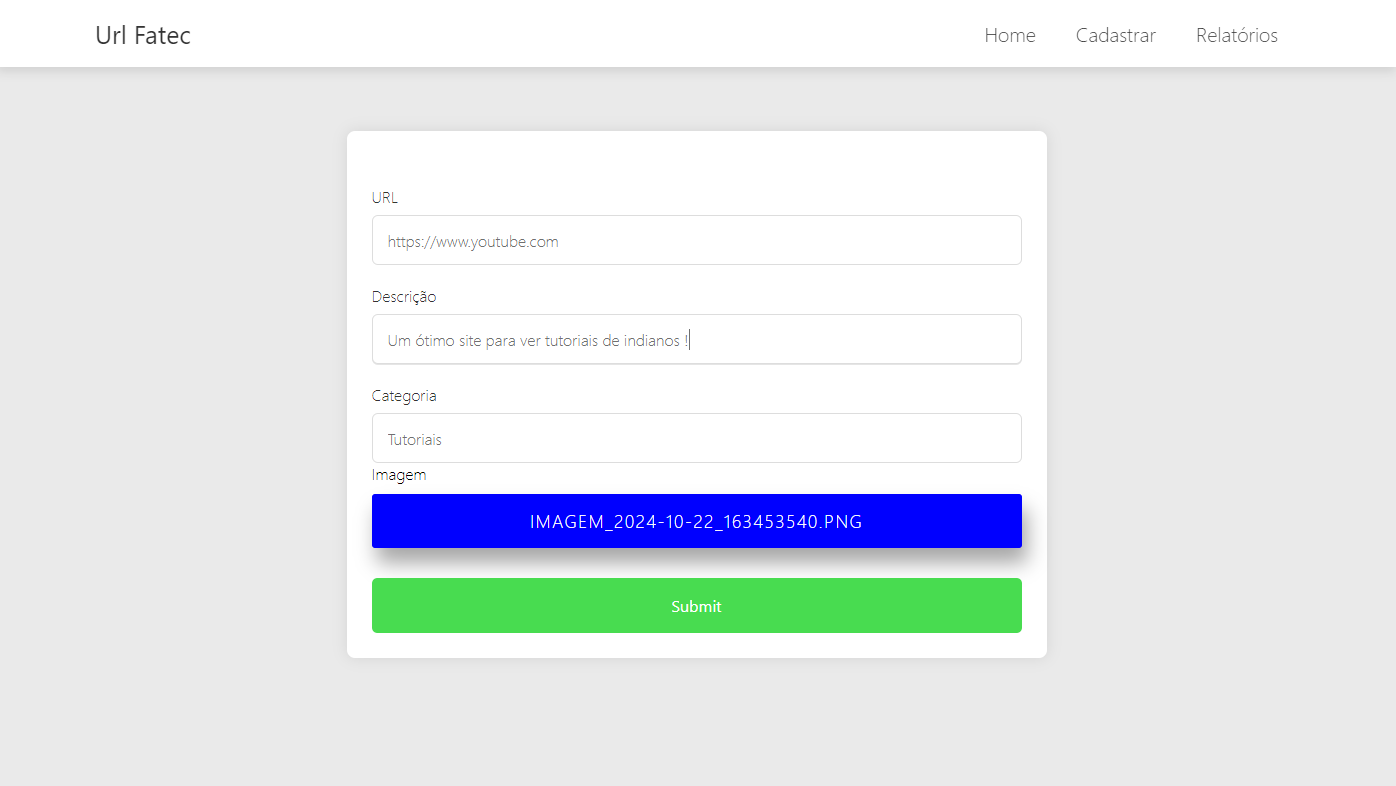 Url Fatec
Home Cadastrar Relatórios
URL
https://www.youtube.com
Descrição
Um ótimo site para ver tutoriais de indianos !
Categoria
Tutoriais
Imagem
IMAGEM_2024-10-22_163453540.PNG
Submit